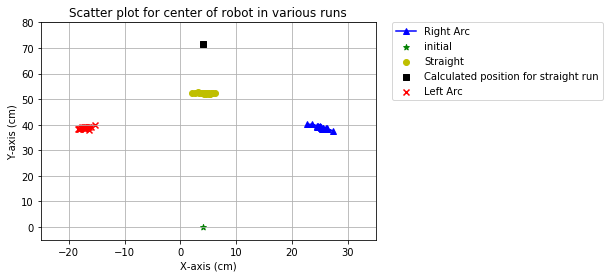 Scatter plot for center of robot in various runs
80
70
60
50
40
30
20
10
0
Y-axis (cm)
−20
−10
0
10
20
30
X-axis (cm)
Right Arc
initial
Straight
Calculated position for straight run
Left Arc